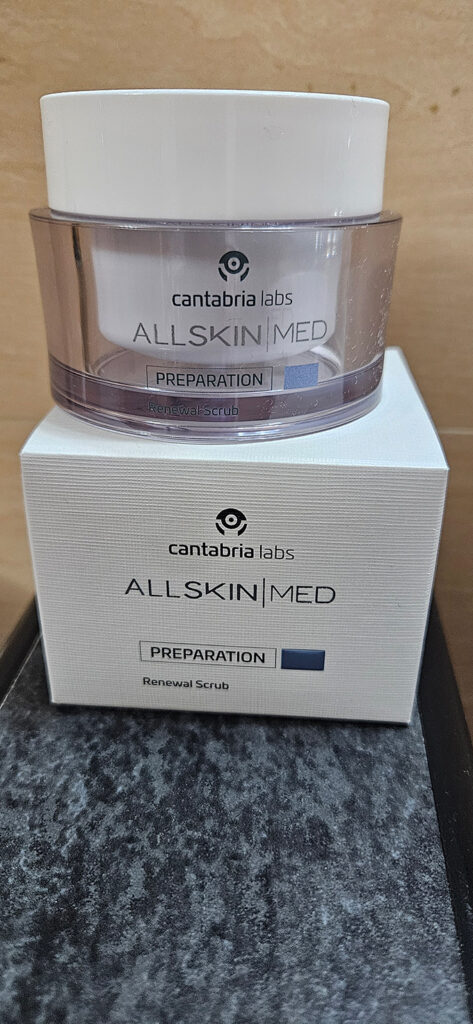 cantabria labs
ALLSKIN|MED
PREPARATION
Renewal Scrub
cantabria labs
ALLSKIN|MED
PREPARATION
Renewal Scrub